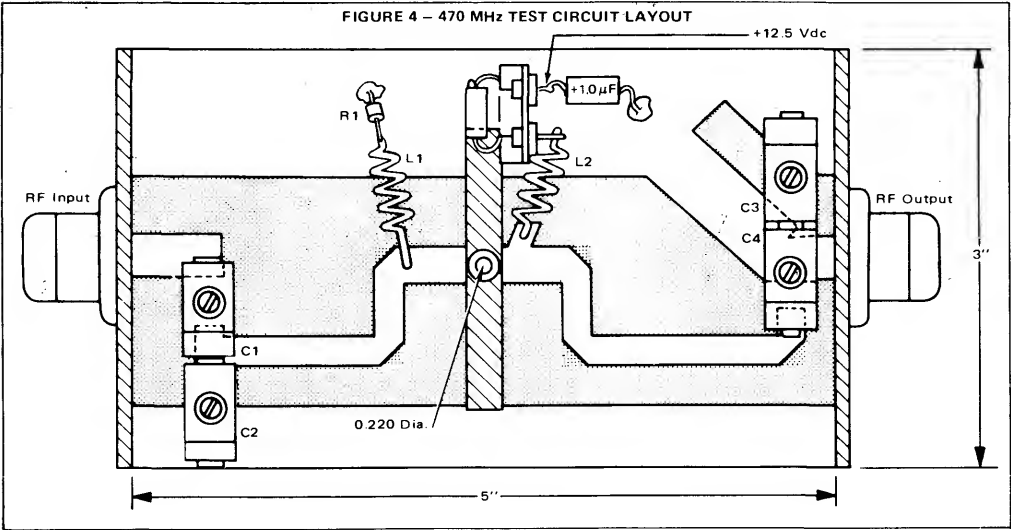 FIGURE 4 – 470 MHz TEST CIRCUIT LAYOUT
+12.5 Vdc
+1.0 µF
R1
L1
L2
RF Input
RF Output
C3
C4
3"
C1
C2
0.220 Dia.
5"